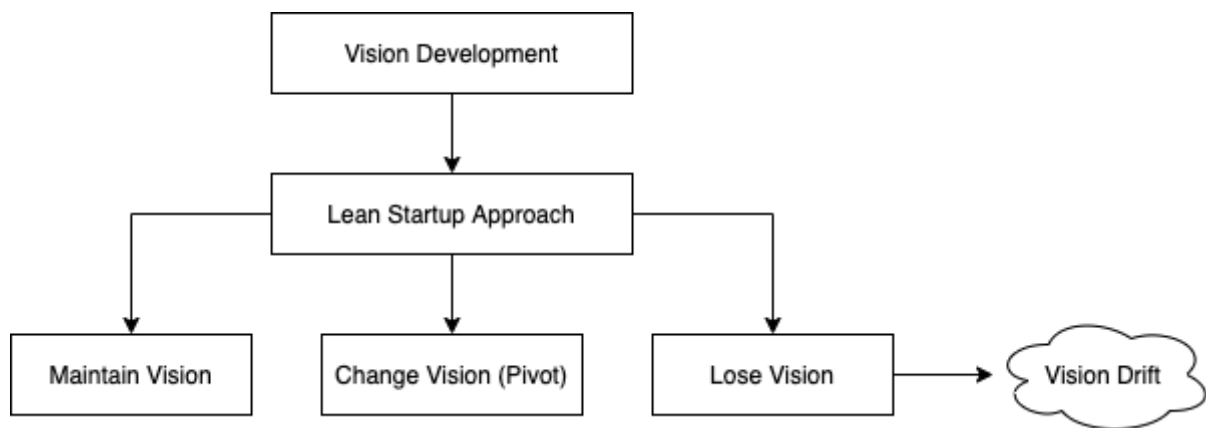 Vision Development
Lean Startup Approach
Maintain Vision
Change Vision (Pivot)
Lose Vision
Vision Drift